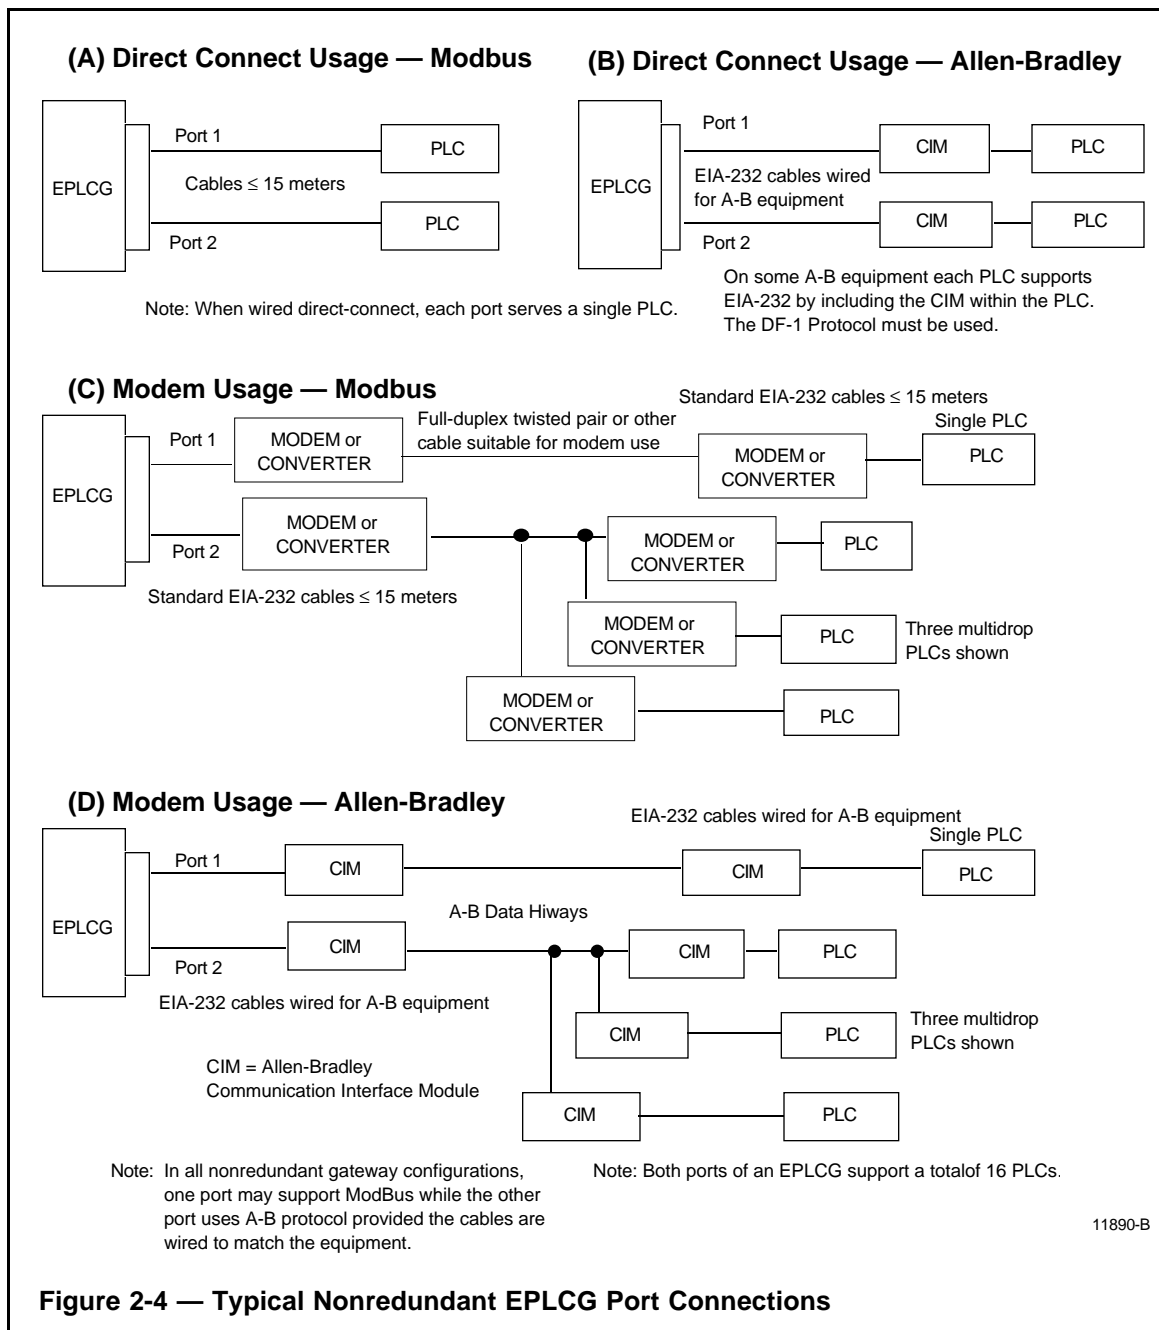 (A) Direct Connect Usage — Modbus
EPLCG
Port 1
PLC
Cables ≤ 15 meters
PLC
Port 2
Note: When wired direct-connect, each port serves a single PLC.
(B) Direct Connect Usage — Allen-Bradley
EPLCG
Port 1
CIM
PLC
EIA-232 cables wired
for A-B equipment
CIM
PLC
Port 2
On some A-B equipment each PLC supports
EIA-232 by including the CIM within the PLC.
The DF-1 Protocol must be used.
(C) Modem Usage — Modbus
Standard EIA-232 cables ≤ 15 meters
EPLCG
Port 1
MODEM or
CONVERTER
Full-duplex twisted pair or other
cable suitable for modem use
MODEM or
CONVERTER
Single PLC
PLC
Port 2
MODEM or
CONVERTER
MODEM or
CONVERTER
PLC
Standard EIA-232 cables ≤ 15 meters
MODEM or
CONVERTER
PLC
Three multidrop
PLCs shown
MODEM or
CONVERTER
PLC
(D) Modem Usage — Allen-Bradley
EIA-232 cables wired for A-B equipment
EPLCG
Port 1
CIM
CIM
Single PLC
PLC
A-B Data Hiways
Port 2
CIM
CIM
PLC
EIA-232 cables wired for A-B equipment
CIM
PLC
Three multidrop
PLCs shown
CIM = Allen-Bradley
Communication Interface Module
CIM
PLC
Note: In all nonredundant gateway configurations,
one port may support ModBus while the other
port uses A-B protocol provided the cables are
wired to match the equipment.
Note: Both ports of an EPLCG support a totalof 16 PLCs.
11890-B
Figure 2-4 — Typical Nonredundant EPLCG Port Connections